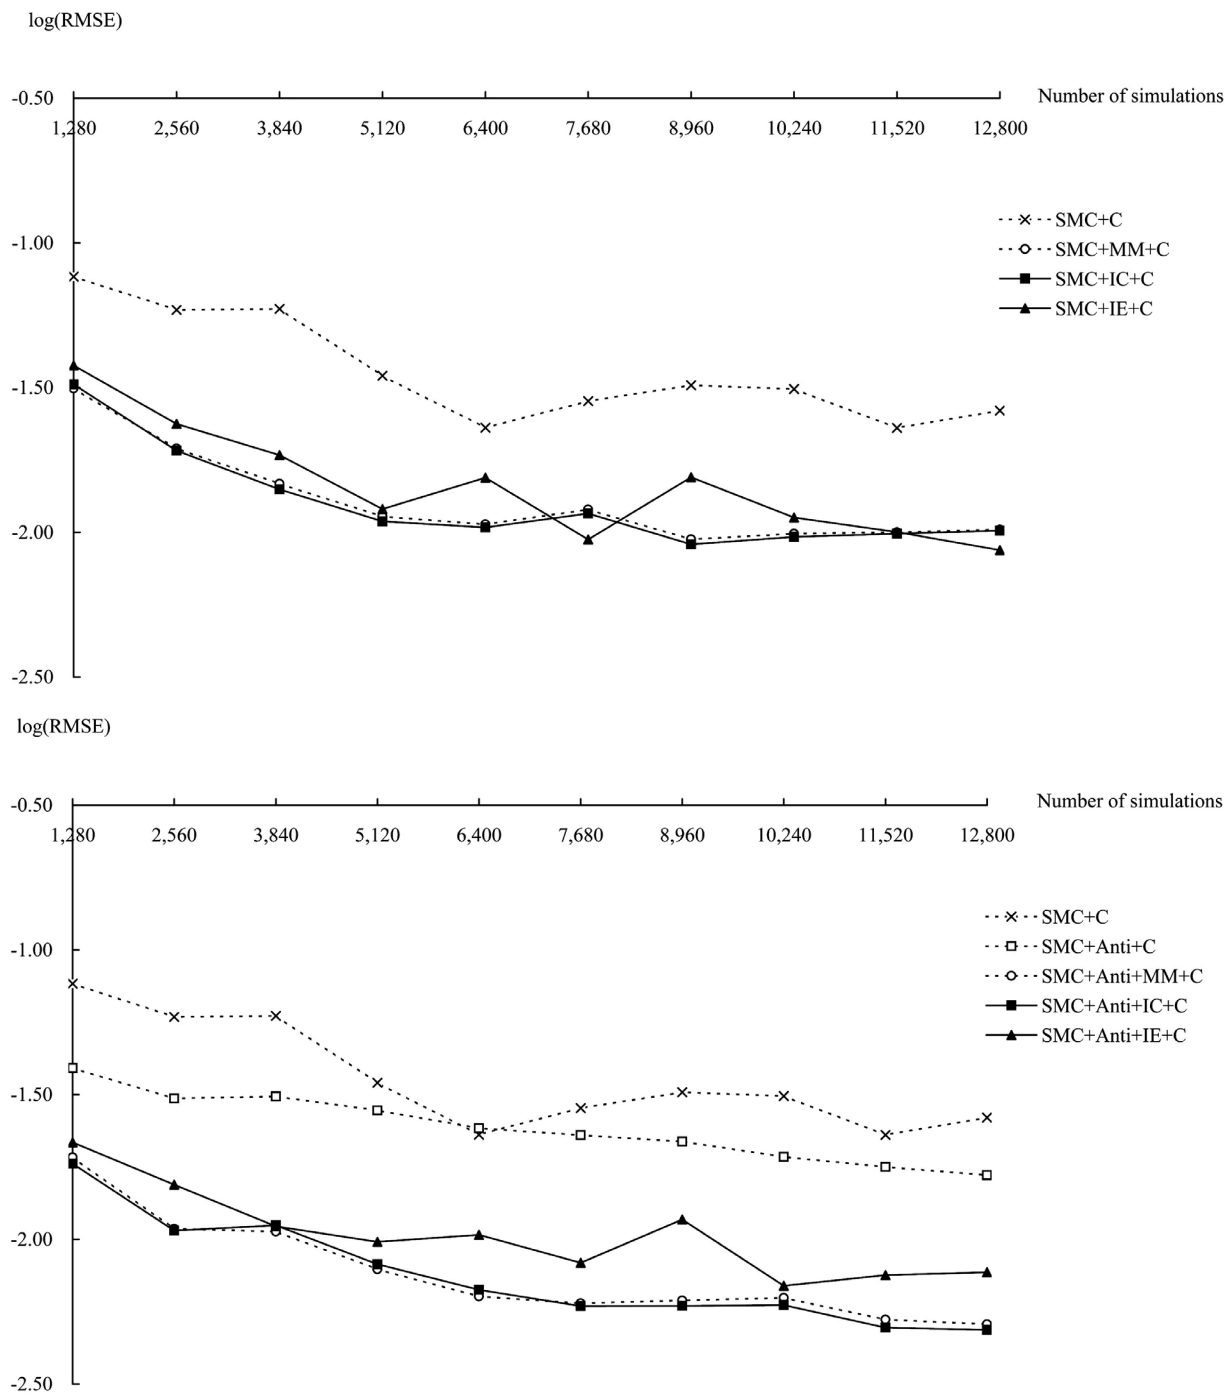 log(RMSE)
-0.50
Number of simulations
1,280 2,560 3,840 5,120 6,400 7,680 8,960 10,240 11,520 12,800
SMC+C
-1.00
SMC+MM+C
SMC+IC+C
SMC+IE+C
-1.50
-2.00
-2.50
log(RMSE)
-0.50
Number of simulations
1,280 2,560 3,840 5,120 6,400 7,680 8,960 10,240 11,520 12,800
SMC+C
SMC+Anti+C
-1.00
SMC+Anti+MM+C
SMC+Anti+IC+C
SMC+Anti+IE+C
-1.50
-2.00
-2.50